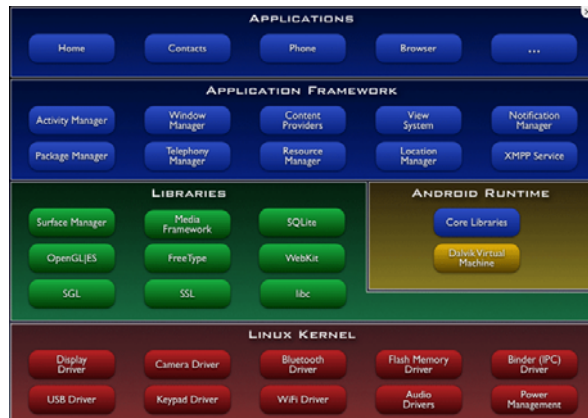 APPLICATIONS
Home
Contacts
Phone
Browser
...
APPLICATION FRAMEWORK
Activity Manager
Window
Manager
Content
Providers
View
System
Notification
Manager
Package Manager
Telephony
Manager
Resource
Manager
Location
Manager
XMPP Service
LIBRARIES
Surface Manager
Media
Framework
SQLite
OpenGL|ES
FreeType
WebKit
SGL
SSL
libc
ANDROID RUNTIME
Core Libraries
Dalvik Virtual
Machine
LINUX KERNEL
Display
Driver
Camera Driver
Bluetooth
Driver
Flash Memory
Driver
Binder (IPC)
Driver
USB Driver
Keypad Driver
WiFi Driver
Audio
Drivers
Power
Management